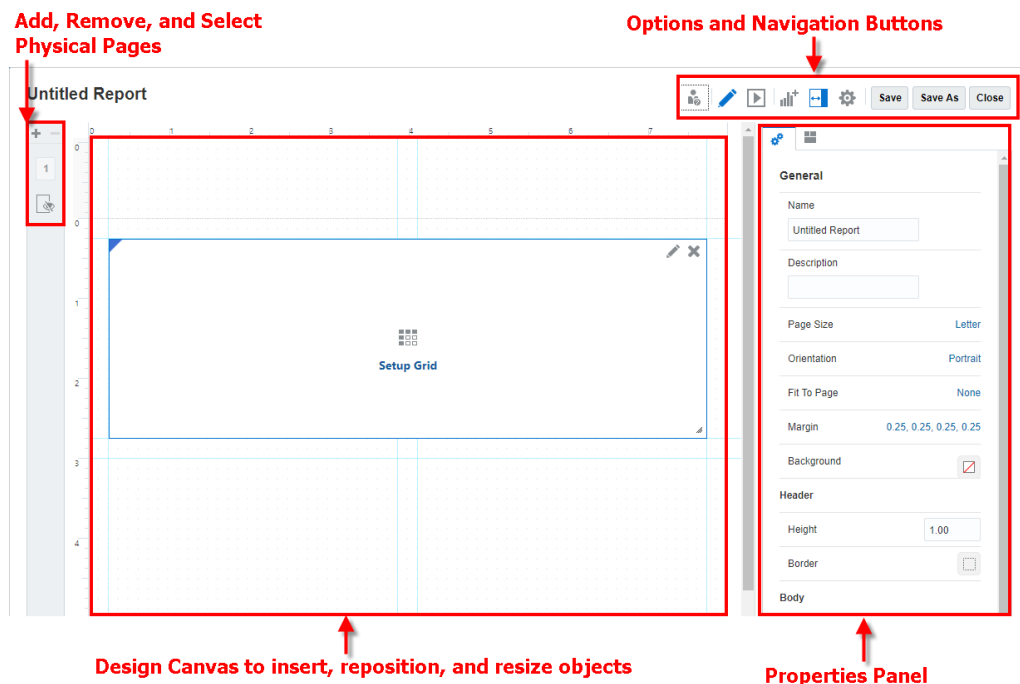 Add, Remove, and Select
Physical Pages
Options and Navigation Buttons
Untitled Report
Save
Save As
Close
0 1 2 3 4 5 6 7
1
0
0
1
2
3
4
Setup Grid
General
Name
Untitled Report
Description
Page Size Letter
Orientation Portrait
Fit To Page None
Margin 0.25, 0.25, 0.25, 0.25
Background
Header
Height 1.00
Border
Body
Design Canvas to insert, reposition, and resize objects
Properties Panel